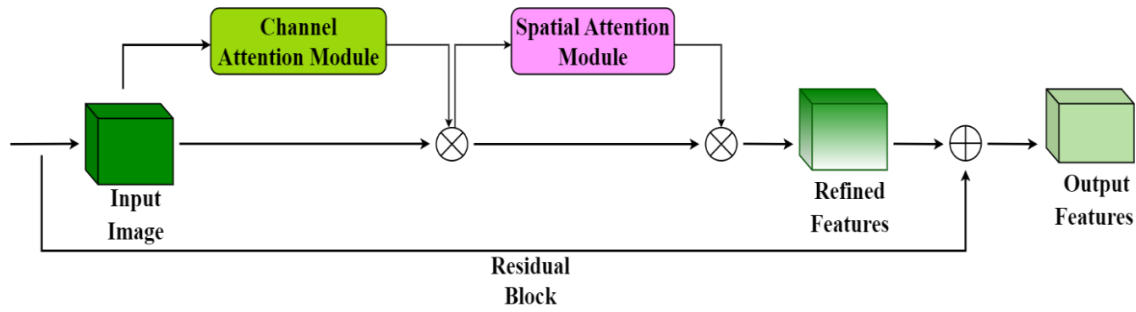 Channel
Attention Module
Spatial Attention
Module
Input
Image
Refined
Features
Output
Features
Residual
Block